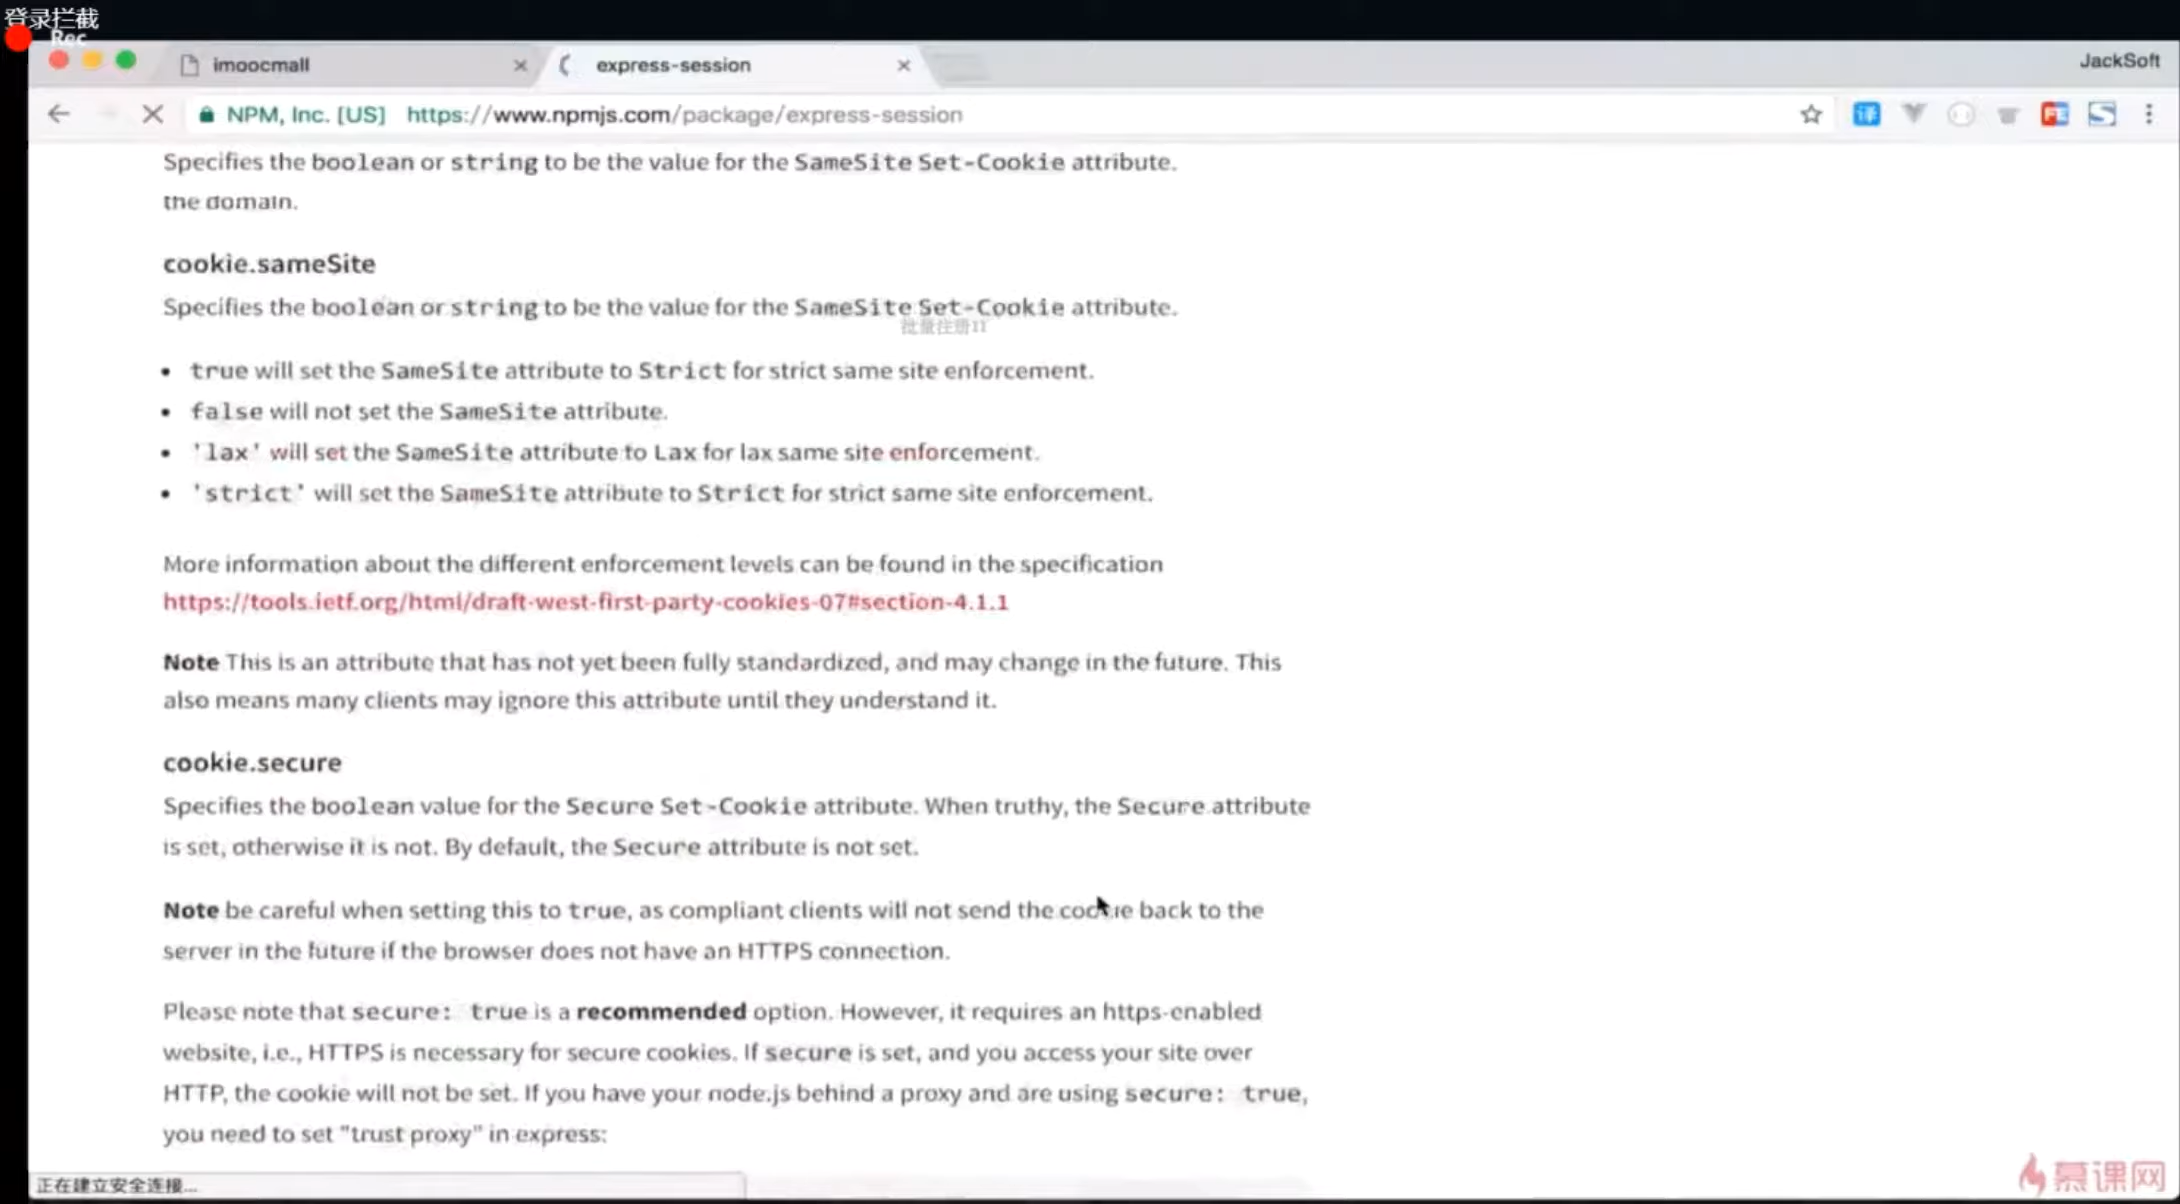 登录拦截
Rec
imoocmall
express-session
JackSoft
NPM, Inc. [US] https://www.npmjs.com/package/express-session
译
FE
Specifies the boolean or string to be the value for the SameSite Set-Cookie attribute.
the domain.
cookie.sameSite
Specifies the boolean or string to be the value for the SameSite Set-Cookie attribute.
批量注册IT
• true will set the SameSite attribute to Strict for strict same site enforcement.
• false will not set the SameSite attribute.
• 'lax' will set the SameSite attribute to Lax for lax same site enforcement.
• 'strict' will set the SameSite attribute to Strict for strict same site enforcement.
More information about the different enforcement levels can be found in the specification
https://tools.ietf.org/html/draft-west-first-party-cookies-07#section-4.1.1
Note This is an attribute that has not yet been fully standardized, and may change in the future. This
also means many clients may ignore this attribute until they understand it.
cookie.secure
Specifies the boolean value for the Secure Set-Cookie attribute. When truthy, the Secure attribute
is set, otherwise it is not. By default, the Secure attribute is not set.
Note be careful when setting this to true, as compliant clients will not send the cookie back to the
server in the future if the browser does not have an HTTPS connection.
Please note that secure: true is a recommended option. However, it requires an https-enabled
website, i.e., HTTPS is necessary for secure cookies. If secure is set, and you access your site over
HTTP, the cookie will not be set. If you have your node.js behind a proxy and are using secure: true,
you need to set "trust proxy" in express:
正在建立安全连接...
慕课网